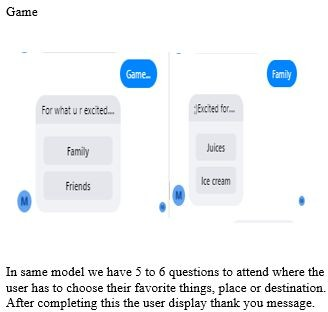 Game
Game...
For what u r excited....
Family
Friends
M
Family
;)Excited for....
Juices
Ice cream
M
In same model we have 5 to 6 questions to attend where the
user has to choose their favorite things, place or destination.
After completing this the user display thank you message.